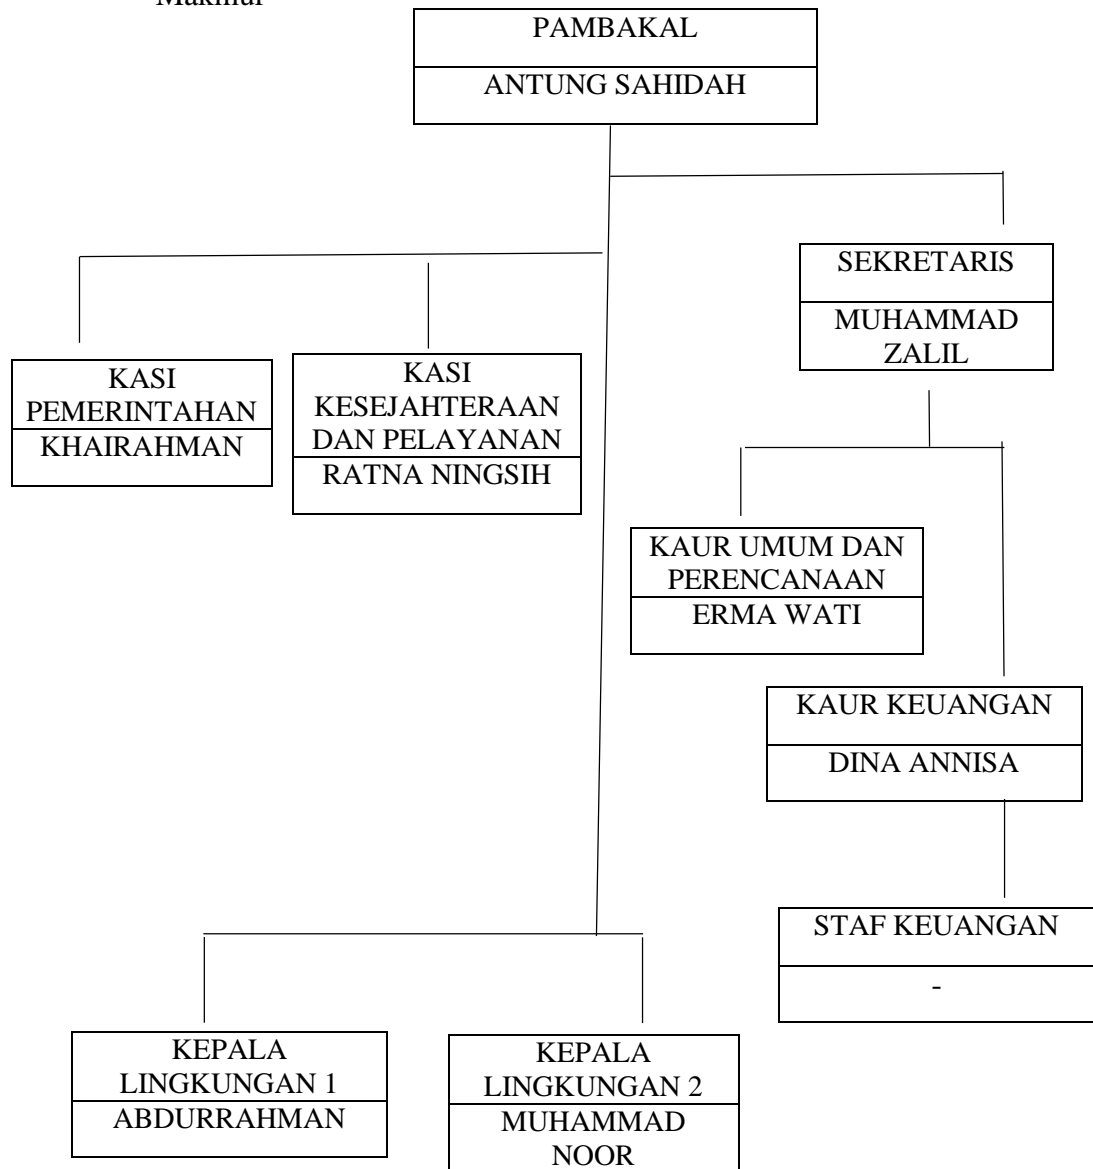 Makmur
PAMBAKAL
ANTUNG SAHIDAH
SEKRETARIS
MUHAMMAD
ZALIL
KASI
PEMERINTAHAN
KHAIRAHMAN
KASI
KESEJAHTERAAN
DAN PELAYANAN
RATNA NINGSIH
KAUR UMUM DAN
PERENCANAAN
ERMA WATI
KAUR KEUANGAN
DINA ANNISA
STAF KEUANGAN
-
KEPALA
LINGKUNGAN 1
ABDURRAHMAN
KEPALA
LINGKUNGAN 2
MUHAMMAD
NOOR